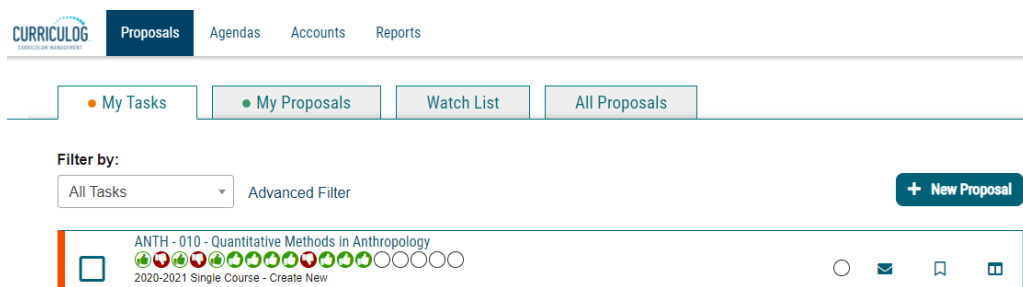 CURRICULOG
CURRICULUM MANAGEMENT
Proposals Agendas Accounts Reports
My Tasks My Proposals Watch List All Proposals
Filter by:
All Tasks Advanced Filter
+ New Proposal
ANTH - 010 - Quantitative Methods in Anthropology
2020-2021 Single Course - Create New